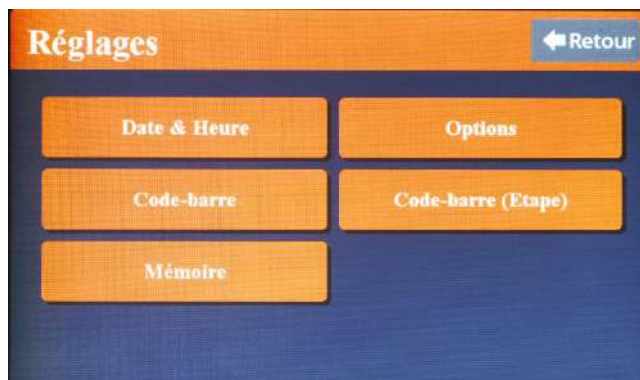 Réglages
Retour
Date & Heure
Options
Code-barre
Code-barre (Etape)
Mémoire